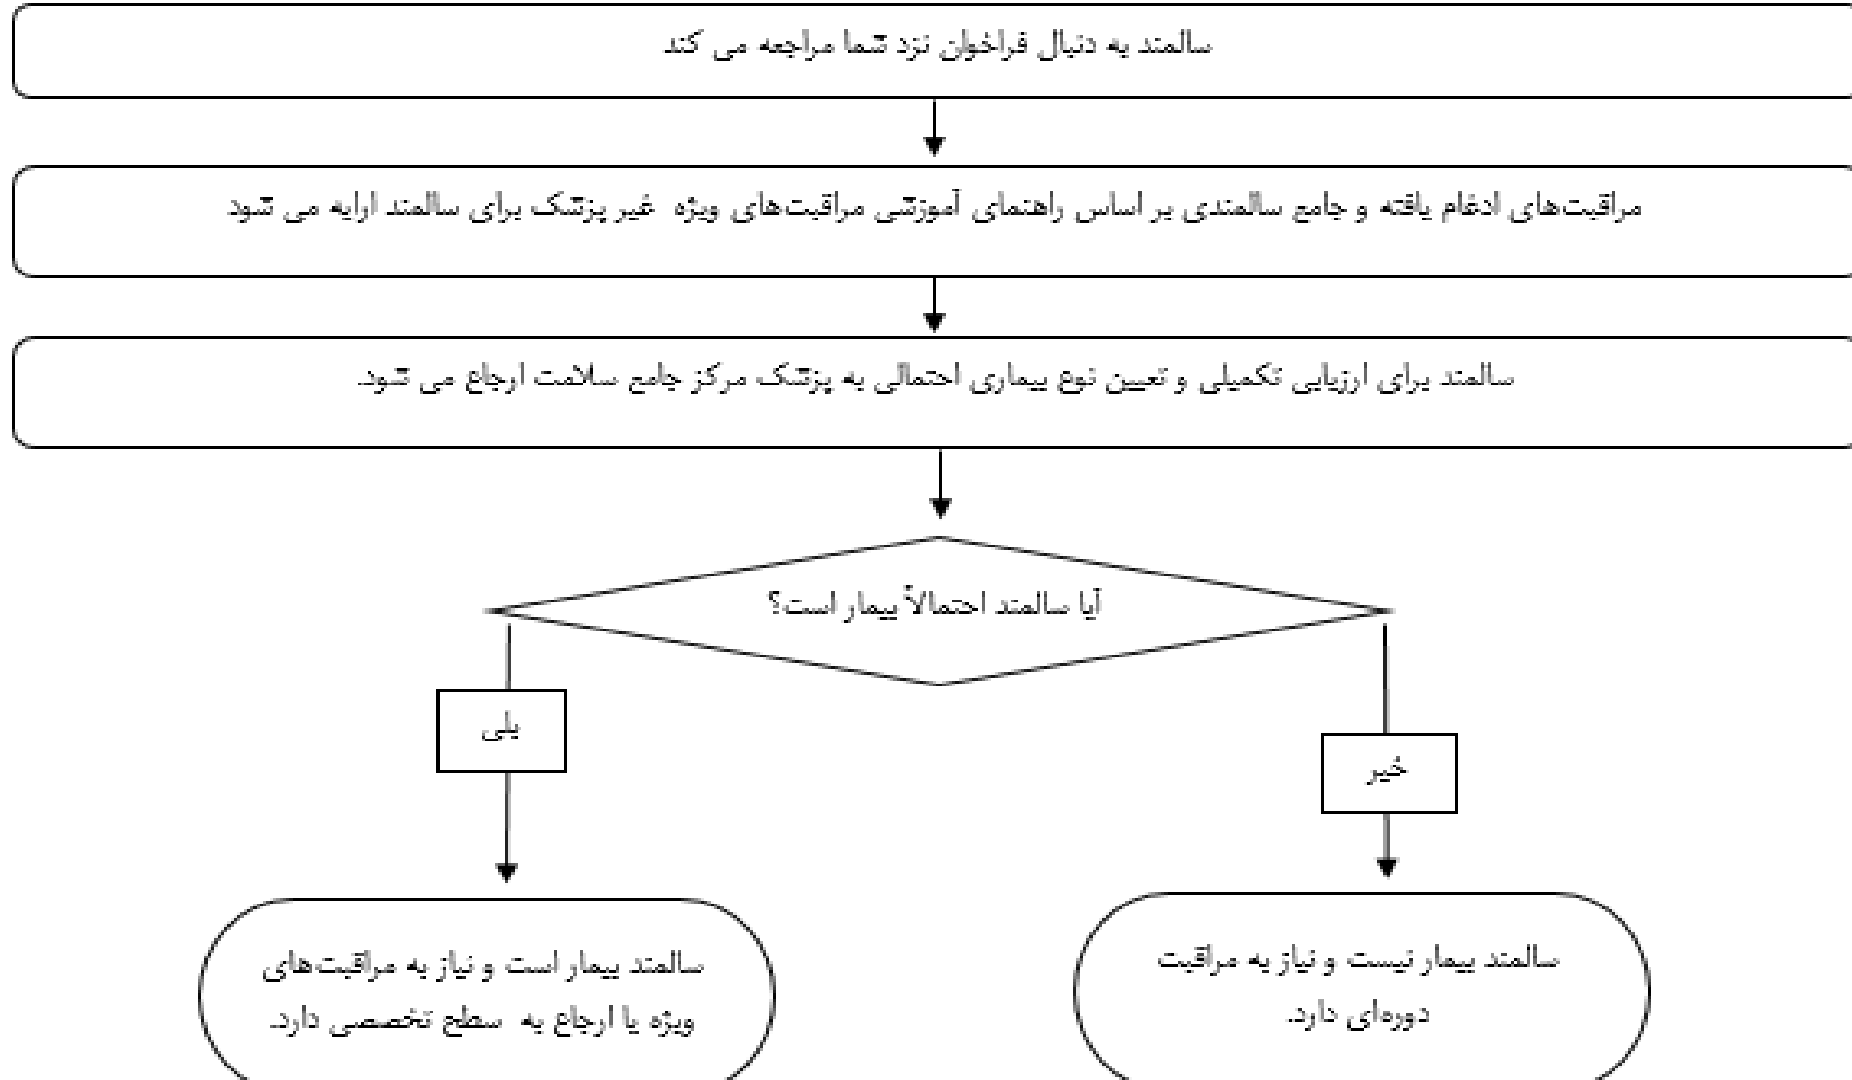 سالمند به دنبال فراخوان نزد شما مراجعه می کند
مراقبت‌های ادغام یافته و جامع سالمندی بر اساس راهنمای آموزشی مراقبت‌های ویژه غیر پزشک برای سالمند ارایه می شود
سالمند برای ارزیابی تکمیلی و تعیین نوع بیماری احتمالی به پزشک مرکز جامع سلامت ارجاع می شود.
آیا سالمند احتمالاً بیمار است؟
بلی
خیر
سالمند بیمار نیست و نیاز به مراقبت
دوره‌ای دارد.
سالمند بیمار است و نیاز به مراقبت‌های
ویژه یا ارجاع به سطح تخصصی دارد.